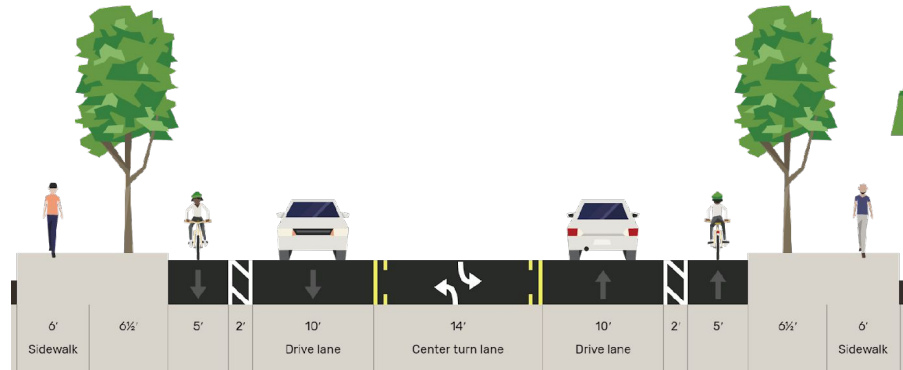 6' 6½' 5' 2' 10' 14' 10' 2' 5' 6½' 6'
Sidewalk Drive lane Center turn lane Drive lane Sidewalk